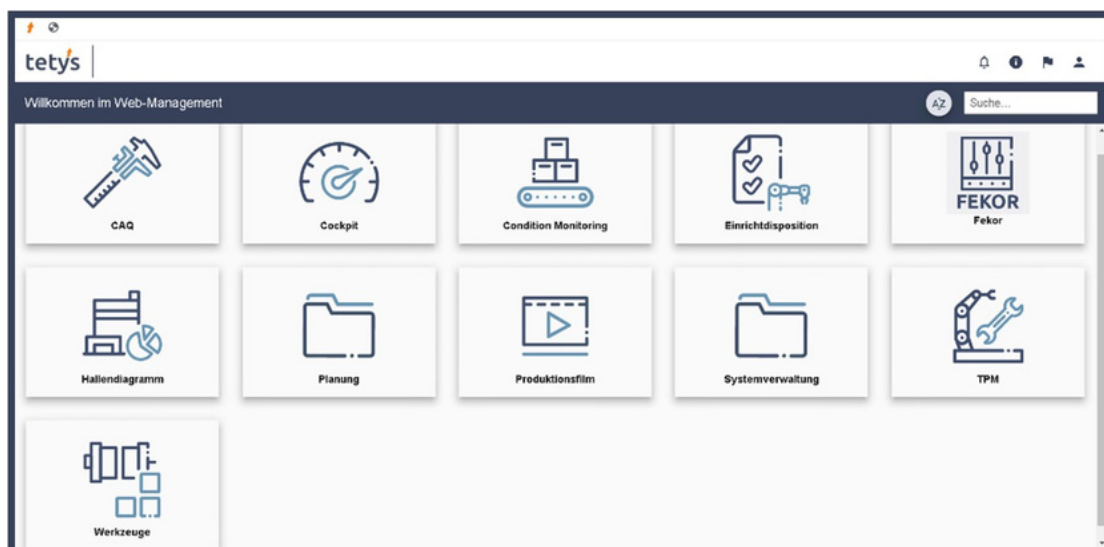 tetys
Willkommen im Web-Management
AZ
Suche...
CAQ
Cockpit
Condition Monitoring
Einrichtdisposition
FEKOR
Fekor
Hallendiagramm
Planung
Produktionsfilm
Systemverwaltung
TPM
Werkzeuge